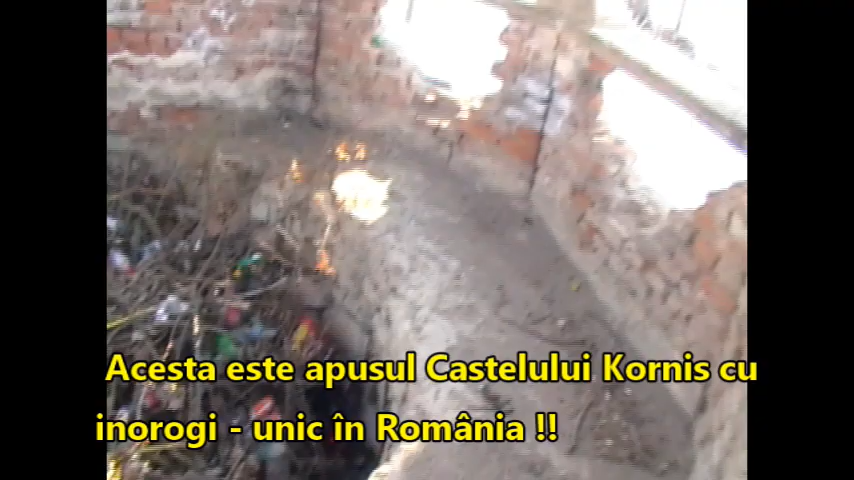 Acesta este apusul Castelului Kornis cu
inorogi - unic în România !!